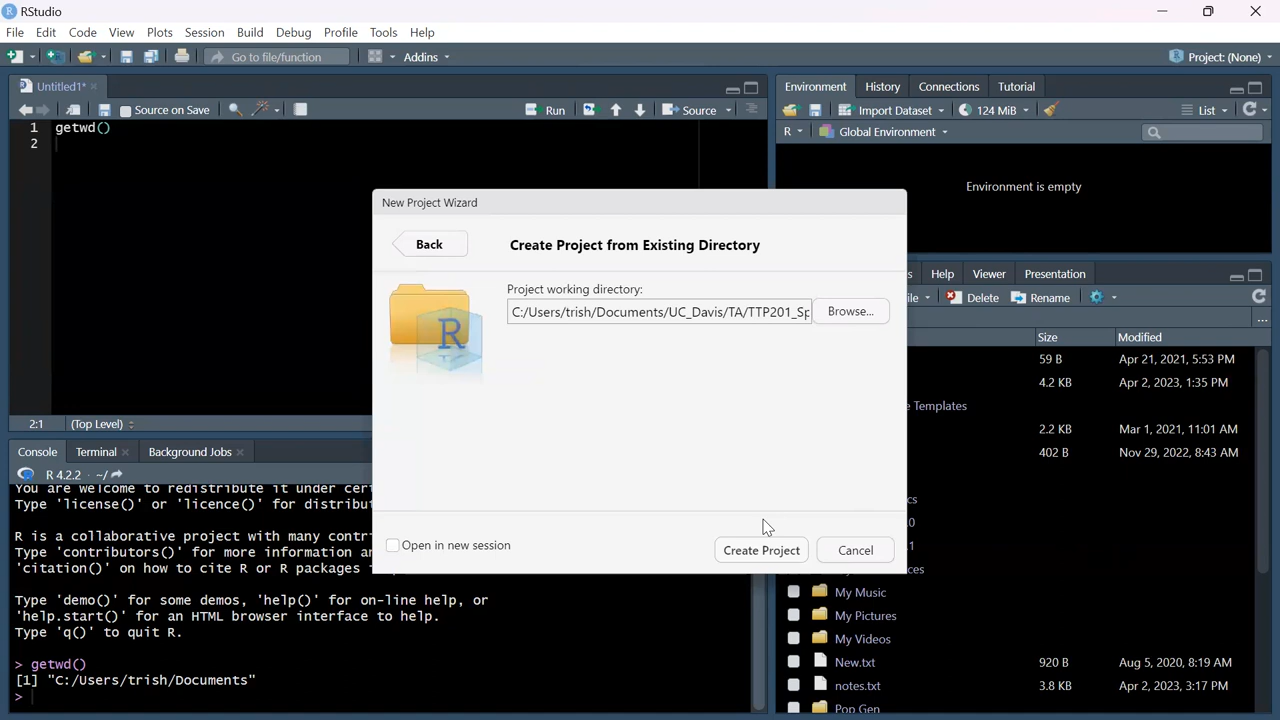 RStudio
File Edit Code View Plots Session Build Debug Profile Tools Help
Go to file/function Addins Project: (None)
Untitled1*
Source on Save Run Source
1 getwd()
2
2:1 (Top Level)
Console Terminal Background Jobs
R 4.2.2 · ~/
You are welcome to redistribute it under
Type 'license()' or 'licence()' for
R is a collaborative project with many
Type 'contributors()' for more information
'citation()' on how to cite R or R packages
Type 'demo()' for some demos, 'help()' for on-line help, or
'help.start()' for an HTML browser interface to help.
Type 'q()' to quit R.
> getwd()
[1] "C:/Users/trish/Documents"
>
New Project Wizard
Back Create Project from Existing Directory
Project working directory:
C:/Users/trish/Documents/UC_Davis/TA/TTP201_Sp Browse...
R
Open in new session Create Project Cancel
Environment History Connections Tutorial
Import Dataset 124 MiB List
R Global Environment
Environment is empty
Help Viewer Presentation
Delete Rename
Size Modified
59 B Apr 21, 2021, 5:53 PM
4.2 KB Apr 2, 2023, 1:35 PM
Templates
2.2 KB Mar 1, 2021, 11:01 AM
402 B Nov 29, 2022, 8:43 AM
My Music
My Pictures
My Videos
New.txt 920 B Aug 5, 2020, 8:19 AM
notes.txt 3.8 KB Apr 2, 2023, 3:17 PM
Pop Gen